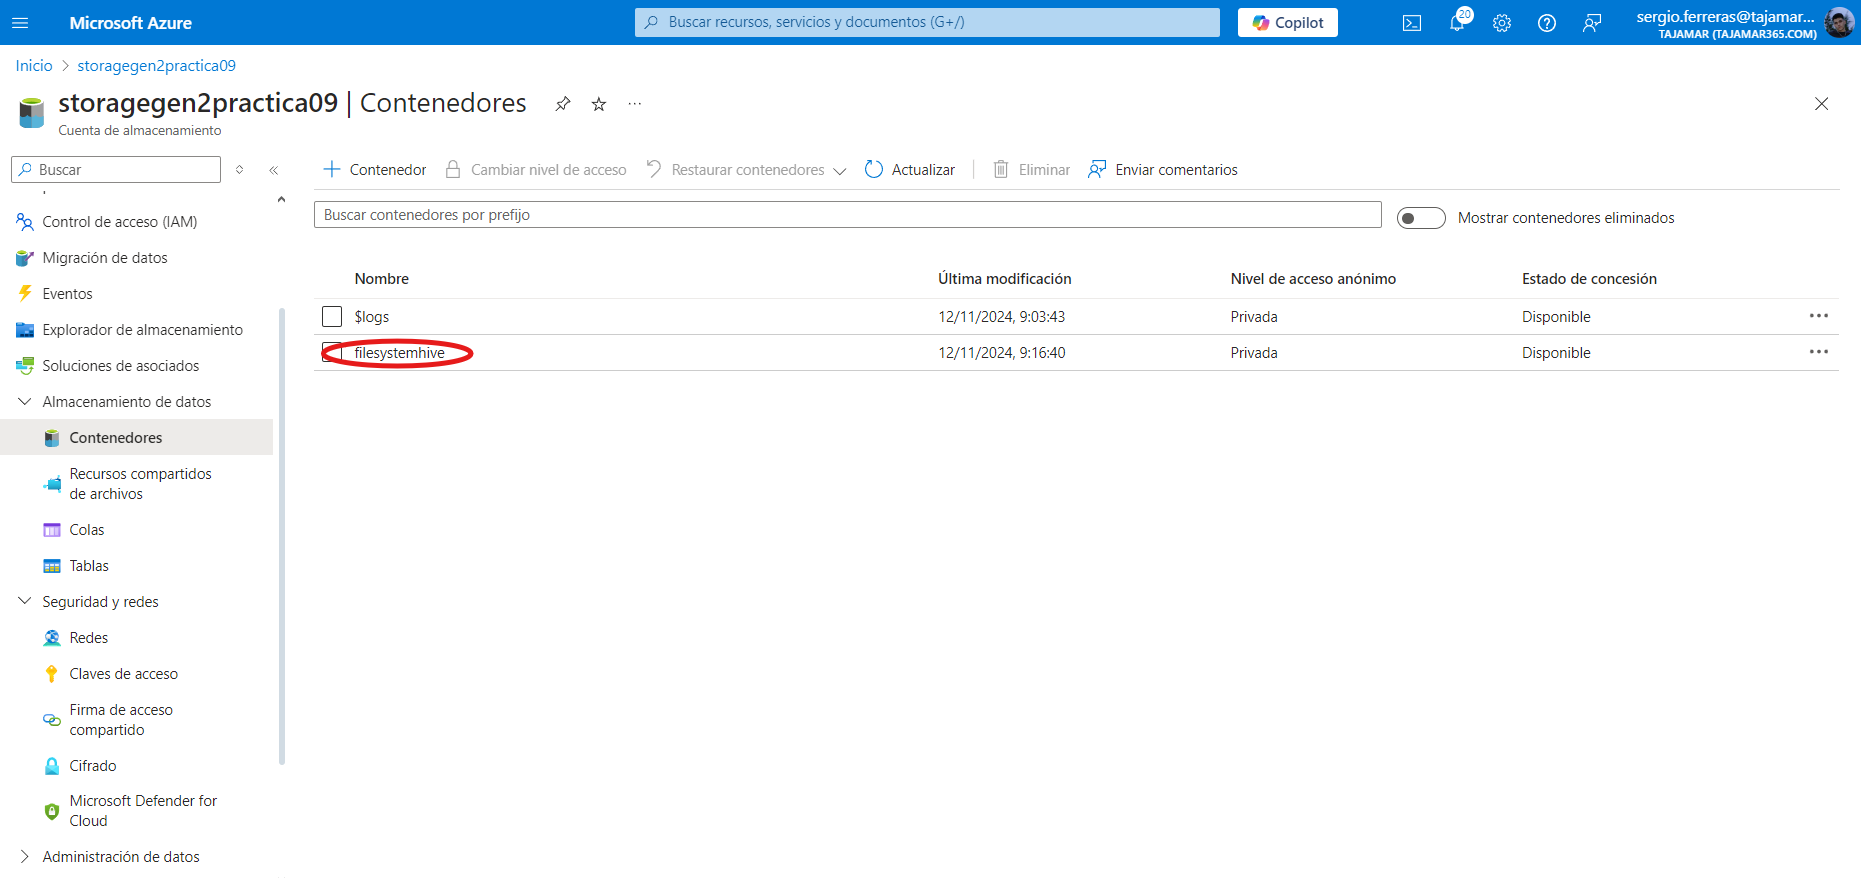 Microsoft Azure
Buscar recursos, servicios y documentos (G+/)
Copilot
20
sergio.ferreras@tajamar...
TAJAMAR (TAJAMAR365.COM)
Inicio > storagegen2practica09
storagegen2practica09 | Contenedores
Cuenta de almacenamiento
Buscar
Contenedor
Cambiar nivel de acceso
Restaurar contenedores
Actualizar
Eliminar
Enviar comentarios
Buscar contenedores por prefijo
Mostrar contenedores eliminados
Control de acceso (IAM)
Migración de datos
Eventos
Explorador de almacenamiento
Soluciones de asociados
Almacenamiento de datos
Contenedores
Recursos compartidos
de archivos
Colas
Tablas
Seguridad y redes
Redes
Claves de acceso
Firma de acceso
compartido
Cifrado
Microsoft Defender for
Cloud
Administración de datos
Nombre Última modificación Nivel de acceso anónimo Estado de concesión
$logs 12/11/2024, 9:03:43 Privada Disponible
filesystemhive 12/11/2024, 9:16:40 Privada Disponible